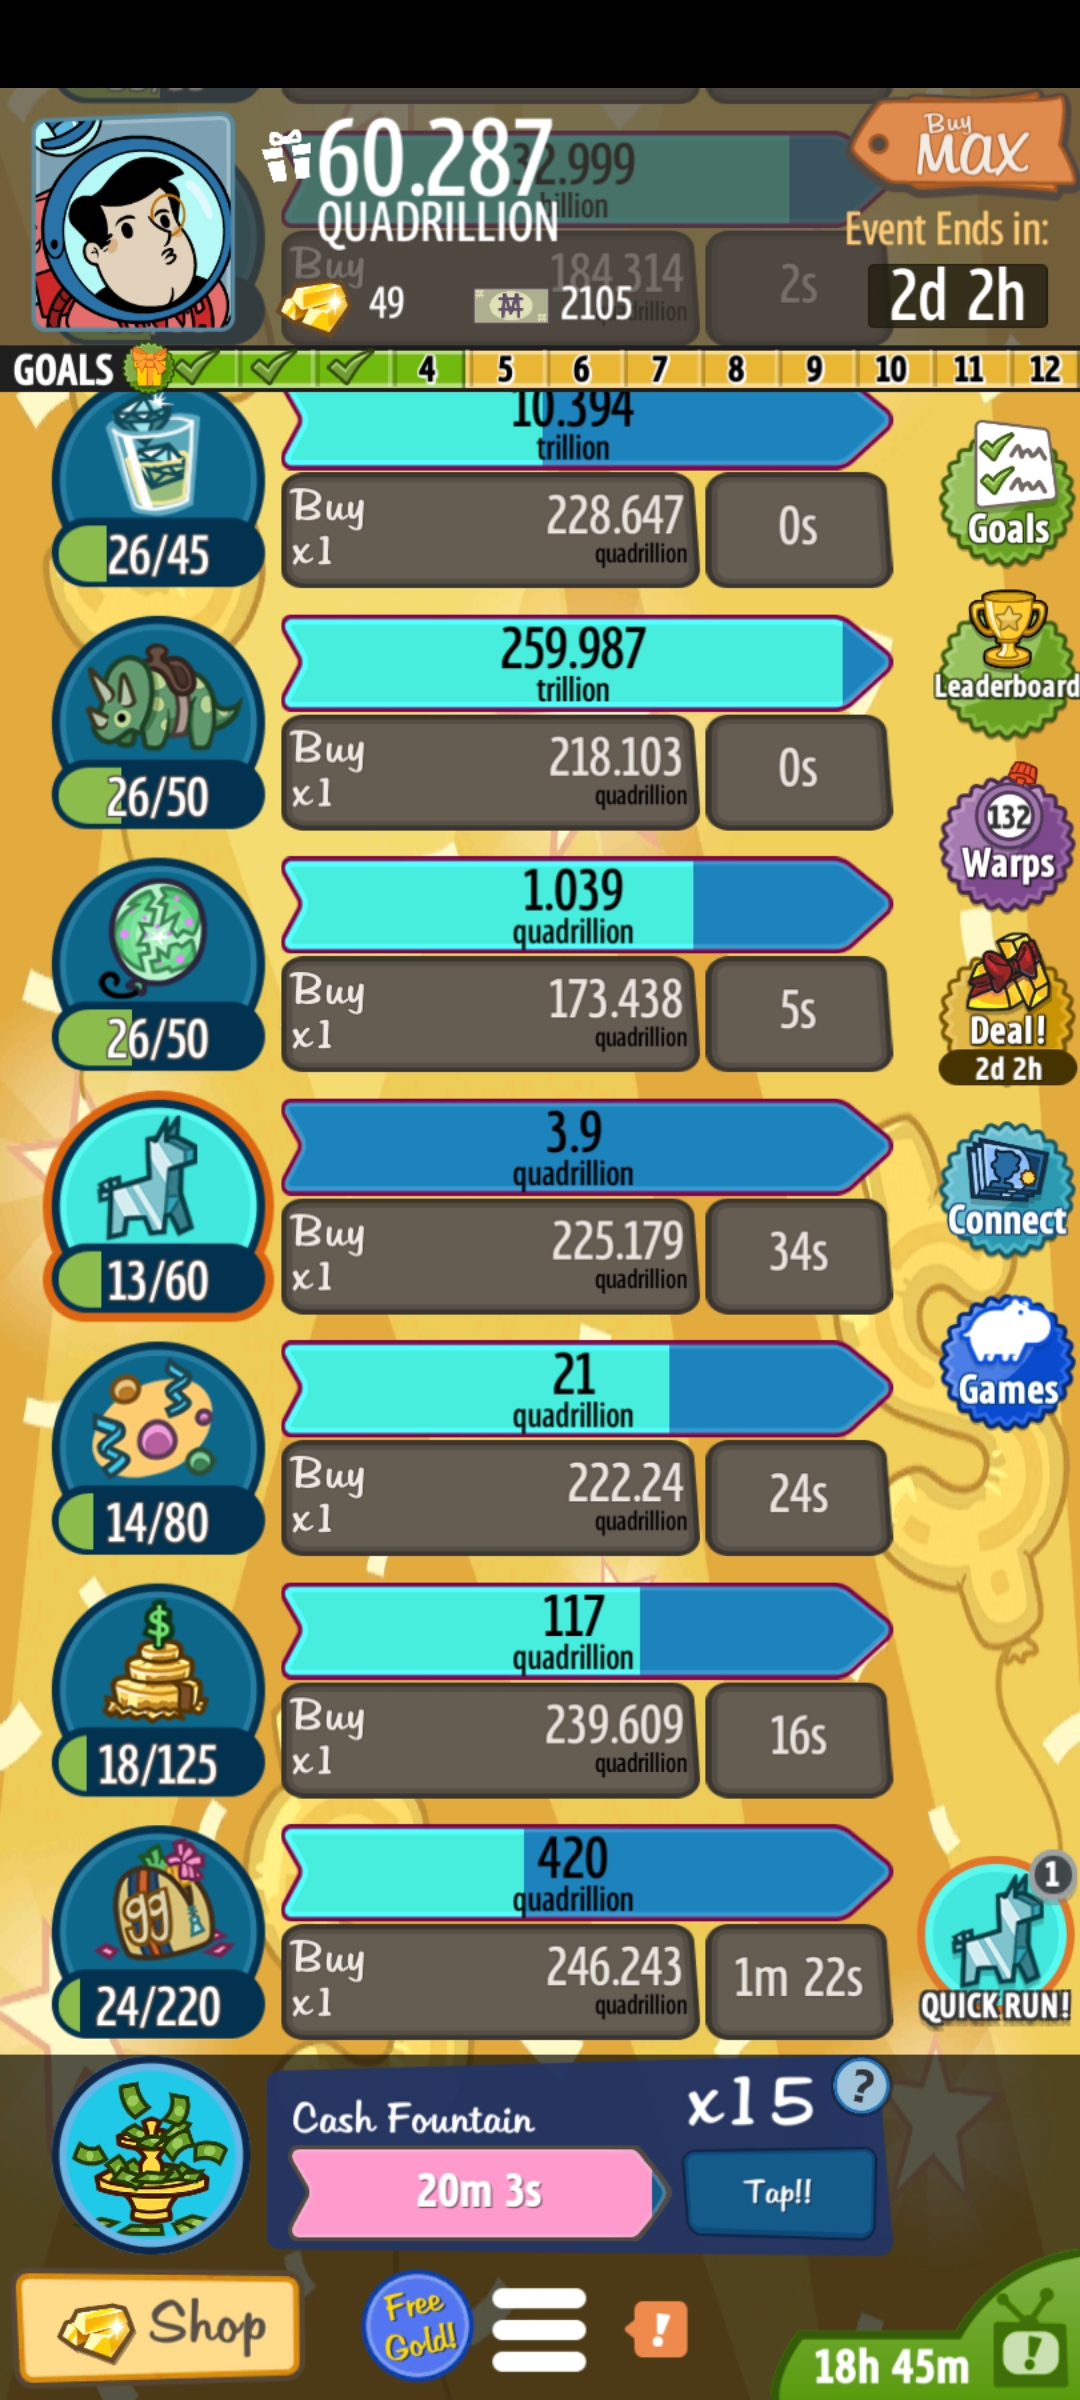 60.287
QUADRILLION
32.999
Buy
MAX
Event Ends in:
2d 2h
Buy
184.314
2s
49
2105
GOALS 4 5 6 7 8 9 10 11 12
10.394
trillion
Buy
x1
228.647
quadrillion
0s
26/45
Goals
259.987
trillion
Buy
x1
218.103
quadrillion
0s
26/50
Leaderboard
132
Warps
1.039
quadrillion
Buy
x1
173.438
quadrillion
5s
26/50
Deal!
2d 2h
3.9
quadrillion
Buy
x1
225.179
quadrillion
34s
13/60
Connect
21
quadrillion
Buy
x1
222.24
quadrillion
24s
14/80
Games
$
117
quadrillion
Buy
x1
239.609
quadrillion
16s
18/125
99
420
quadrillion
Buy
x1
246.243
quadrillion
1m 22s
24/220
1
QUICK RUN!
Cash Fountain
x15
?
20m 3s
Tap!!
Shop
Free
Gold!
!
18h 45m
!